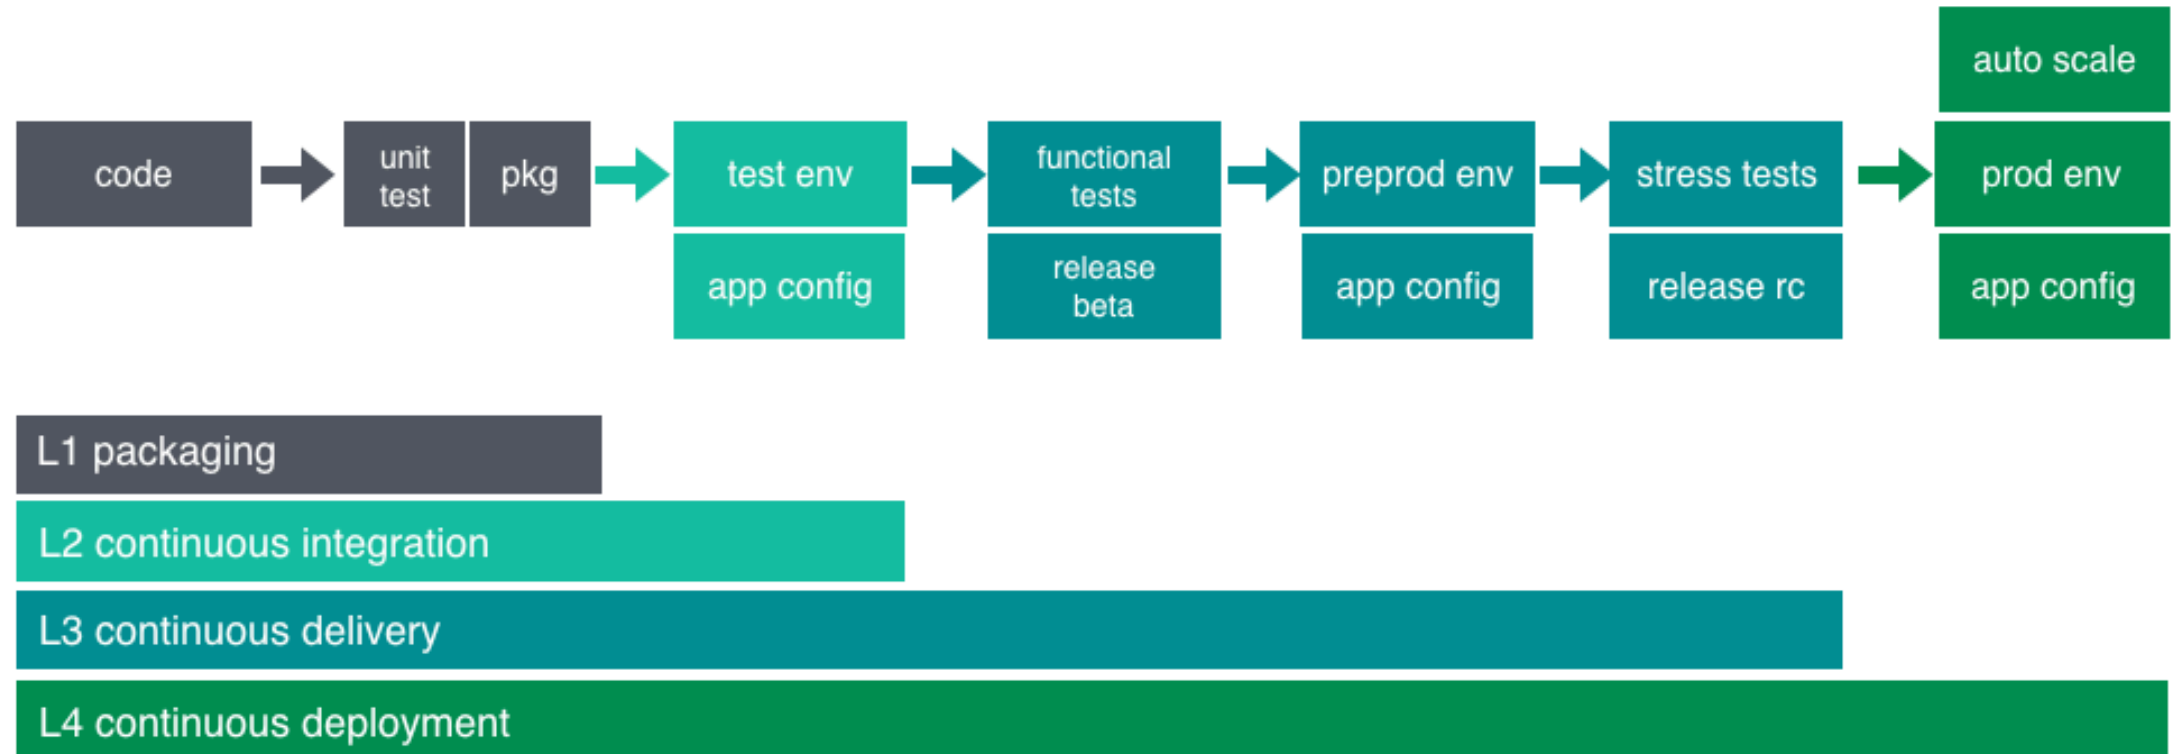 auto scale
code
unit
test
pkg
test env
functional
tests
preprod env
stress tests
prod env
app config
release
beta
app config
release rc
app config
L1 packaging
L2 continuous integration
L3 continuous delivery
L4 continuous deployment